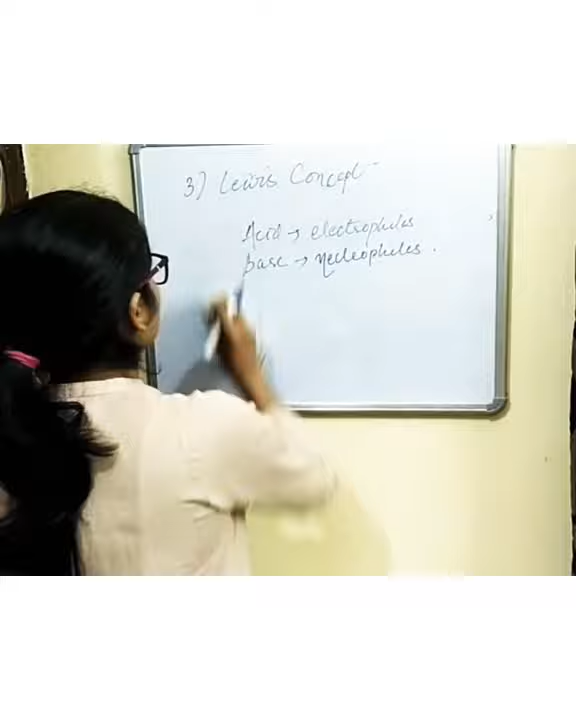 3) Lewis Concept
Acid → electrophiles
Base → nucleophiles.